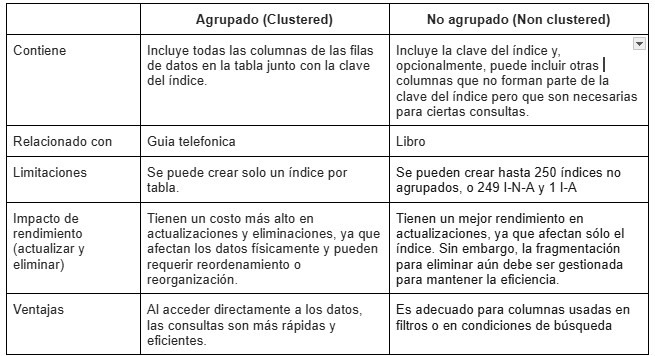 Agrupado (Clustered)
No agrupado (Non clustered)
Contiene
Incluye todas las columnas de las filas
de datos en la tabla junto con la clave
del índice.
Incluye la clave del índice y,
opcionalmente, puede incluir otras
columnas que no forman parte de la
clave del índice pero que son necesarias
para ciertas consultas.
Relacionado con
Guia telefonica
Libro
Limitaciones
Se puede crear solo un índice por
tabla.
Se pueden crear hasta 250 índices no
agrupados, o 249 I-N-A y 1 I-A
Impacto de
rendimiento
(actualizar y
eliminar)
Tienen un costo más alto en
actualizaciones y eliminaciones, ya que
afectan los datos físicamente y pueden
requerir reordenamiento o
reorganización.
Tienen un mejor rendimiento en
actualizaciones, ya que afectan sólo el
índice. Sin embargo, la fragmentación
para eliminar aún debe ser gestionada
para mantener la eficiencia.
Ventajas
Al acceder directamente a los datos,
las consultas son más rápidas y
eficientes.
Es adecuado para columnas usadas en
filtros o en condiciones de búsqueda